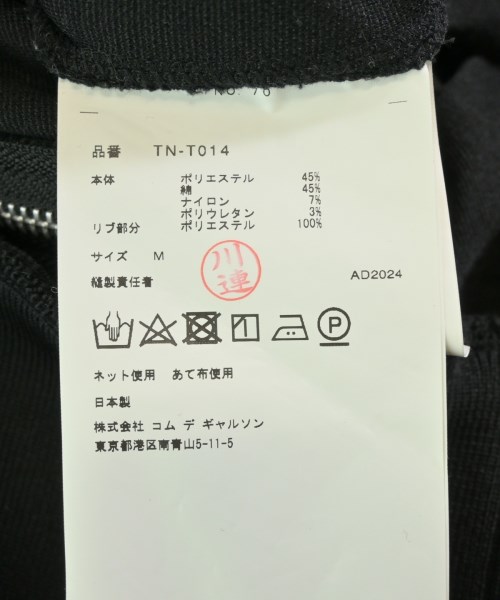 No. 76
品番 TN-T014
本体 ポリエステル 45%
綿 45%
ナイロン 7%
ポリウレタン 3%
リブ部分 ポリエステル 100%
サイズ M
縫製責任者 川連 AD2024
P
ネット使用 あて布使用
日本製
株式会社 コム デ ギャルソン
東京都港区南青山5-11-5